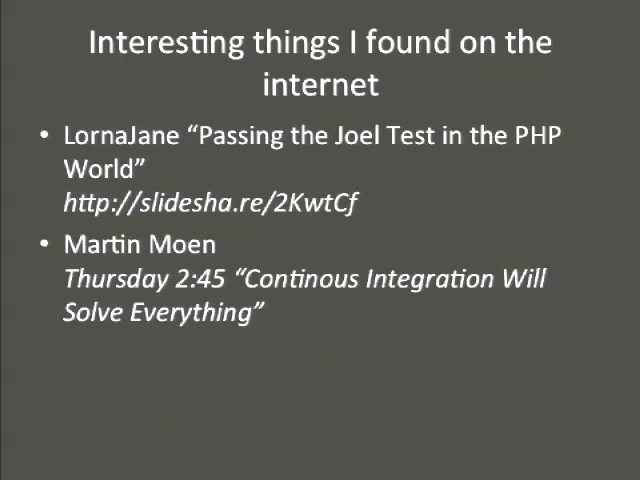 Interesting things I found on the
internet
• LornaJane “Passing the Joel Test in the PHP
World”
http://slidesha.re/2KwtCf
• Martin Moen
Thursday 2:45 “Continous Integration Will
Solve Everything”